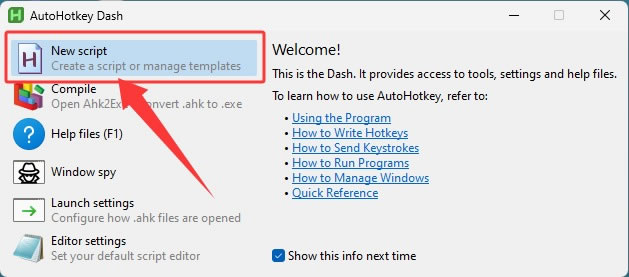 AutoHotkey Dash
New script
Create a script or manage templates
Compile
Open Ahk2Ex onvert .ahk to .exe
Help files (F1)
Window spy
Launch settings
Configure how .ahk files are opened
Editor settings
Set your default script editor
Welcome!
This is the Dash. It provides access to tools, settings and help files.
To learn how to use AutoHotkey, refer to:
• Using the Program
• How to Write Hotkeys
• How to Send Keystrokes
• How to Run Programs
• How to Manage Windows
• Quick Reference
Show this info next time